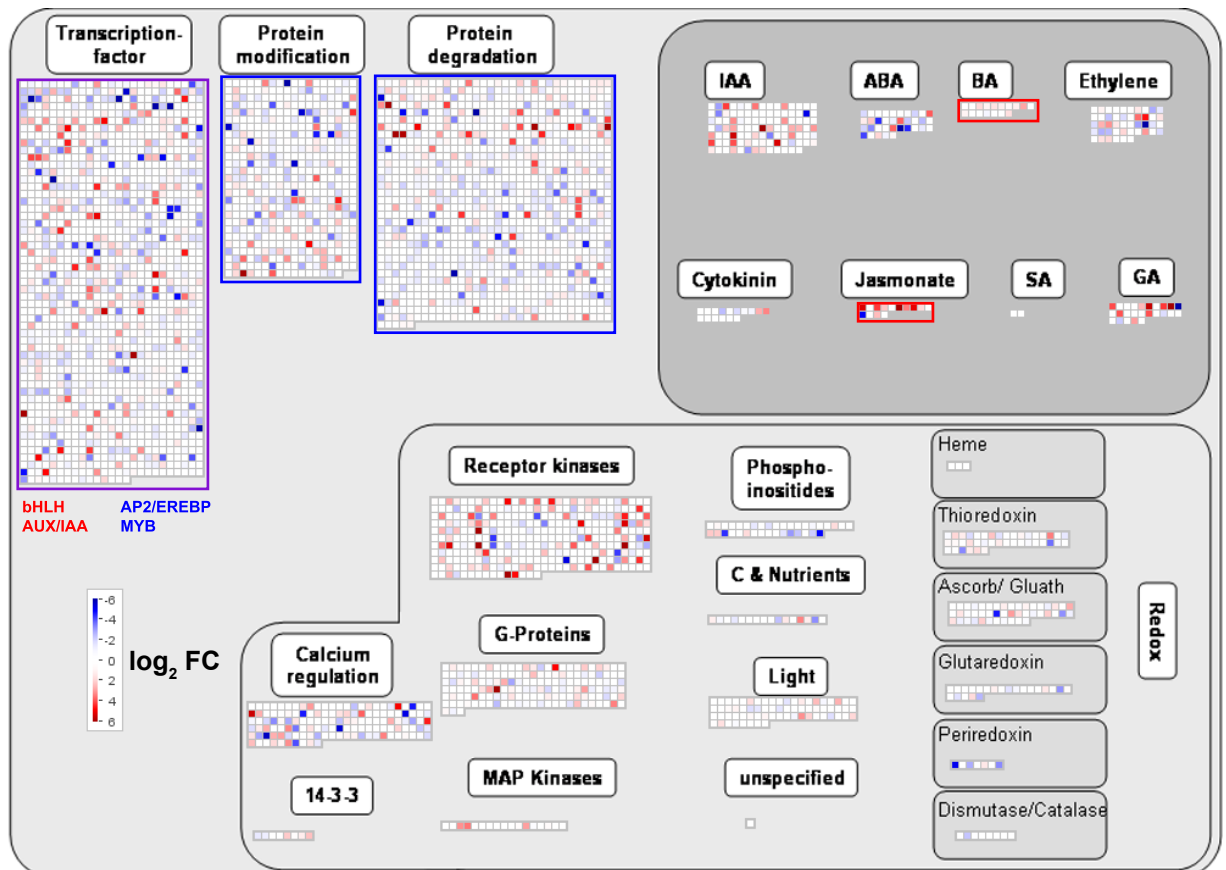 Transcription-
factor
Protein
modification
Protein
degradation
IAA
ABA
BA
Ethylene
Cytokinin
Jasmonate
SA
GA
bHLH
AUX/IAA
AP2/EREBP
MYB
-6
-4
-2
0
2
4
6
log2 FC
Receptor kinases
Phospho-
inositides
C & Nutrients
G-Proteins
Calcium
regulation
Light
MAP Kinases
unspecified
14-3-3
Heme
Thioredoxin
Ascorb/ Gluath
Glutaredoxin
Periredoxin
Dismutase/Catalase
Redox